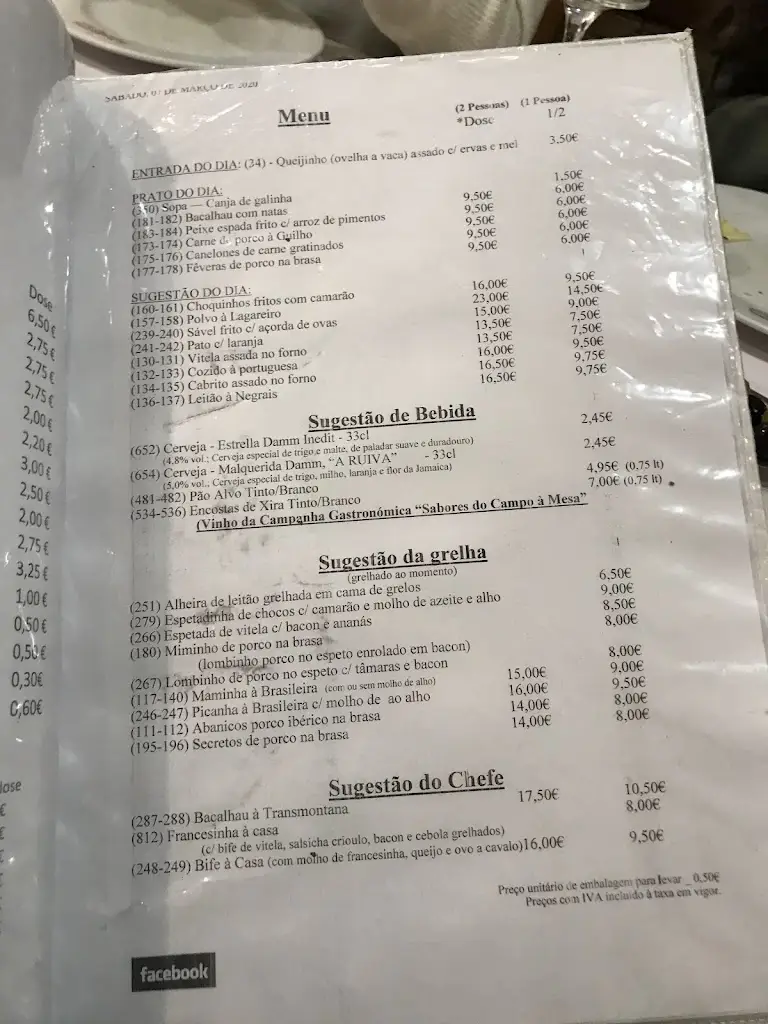 SÁBADO, 07 DE MARÇO DE 2020
Menu
(2 Pessoas) (1 Pessoa)
*Dose 1/2
ENTRADA DO DIA: (34) - Queijinho (ovelha a vaca) assado c/ ervas e mel 3.50€
PRATO DO DIA:
(350) Sopa — Canja de galinha 1,50€
(181-182) Bacalhau com natas 9,50€ 6,00€
(183-184) Peixe espada frito c/ arroz de pimentos 9,50€ 6,00€
(173-174) Carne de porco à Guilho 9,50€ 6,00€
(175-176) Canelones de carne gratinados 9,50€ 6,00€
(177-178) Fêveras de porco na brasa 9,50€ 6,00€
SUGESTÃO DO DIA:
(160-161) Choquinhos fritos com camarão 16,00€ 9,50€
(157-158) Polvo à Lagareiro 23,00€ 14,50€
(239-240) Sável frito c/ açorda de ovas 15,00€ 9,00€
(241-242) Pato c/ laranja 13,50€ 7,50€
(130-131) Vitela assada no forno 13,50€ 7,50€
(132-133) Cozido à portuguesa 16,00€ 9,50€
(134-135) Cabrito assado no forno 16,50€ 9,75€
(136-137) Leitão à Negrais 16,50€ 9,75€
Sugestão de Bebida
(652) Cerveja - Estrella Damm Inedit - 33cl 2,45€
(4,8% vol.; Cerveja especial de trigo e malte, de paladar suave e duradouro)
(654) Cerveja - Malquerida Damm, "A RUIVA" - 33cl 2,45€
(5,0% vol.; Cerveja especial de trigo, milho, laranja e flor da Jamaica)
(481-482) Pão Alvo Tinto/Branco 4,95€ (0,75 lt)
(534-536) Encostas de Xira Tinto/Branco 7,00€ (0,75 lt)
(Vinho da Campanha Gastronómica "Sabores do Campo à Mesa"
Sugestão da grelha
(grelhado ao momento)
(251) Alheira de leitão grelhada em cama de grelos 6,50€
(279) Espetadinha de chocos c/ camarão e molho de azeite e alho 9,00€
(266) Espetada de vitela c/ bacon e ananás 8,50€
(180) Miminho de porco na brasa 8,00€
(lombinho porco no espeto enrolado em bacon)
(267) Lombinho de porco no espeto c/ tâmaras e bacon 8,00€
(117-140) Maminha à Brasileira (com ou sem molho de alho) 15,00€ 9,00€
(246-247) Picanha à Brasileira c/ molho de ao alho 16,00€ 9,50€
(111-112) Abanicos porco ibérico na brasa 14,00€ 8,00€
(195-196) Secretos de porco na brasa 14,00€ 8,00€
Sugestão do Chefe
(287-288) Bacalhau à Transmontana 17,50€ 10,50€
(812) Francesinha à casa 8,00€
(c/ bife de vitela, salsicha crioulo, bacon e cebola grelhados)
(248-249) Bife à Casa (com molho de francesinha, queijo e ovo a cavalo)16,00€ 9,50€
Preço unitário de embalagem para levar _ 0,50€
Preços com IVA incluído à taxa em vigor.
facebook
Dose
6,50€
2,75€
2,75€
2,75€
2,00€
2,20€
3,00€
2,50€
2,00€
2,75€
3,25€
1,00€
0,50€
0,50€
0,30€
0,60€
lose
€
€
€